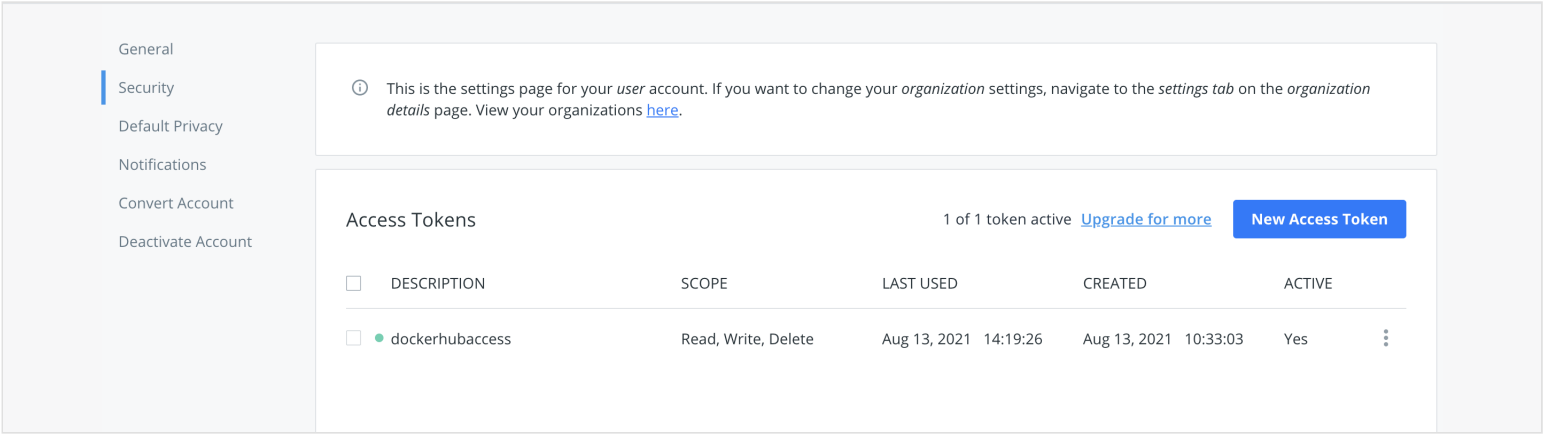 General
Security
Default Privacy
Notifications
Convert Account
Deactivate Account
This is the settings page for your user account. If you want to change your organization settings, navigate to the settings tab on the organization
details page. View your organizations here.
Access Tokens
1 of 1 token active Upgrade for more New Access Token
DESCRIPTION SCOPE LAST USED CREATED ACTIVE
dockerhubaccess Read, Write, Delete Aug 13, 2021 14:19:26 Aug 13, 2021 10:33:03 Yes